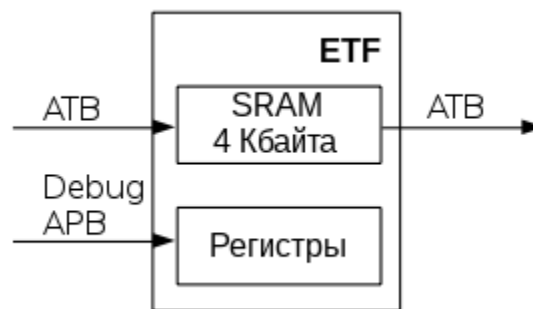 ETF
ATB
SRAM
4 Кбайта
ATB
Debug
APB
Регистры